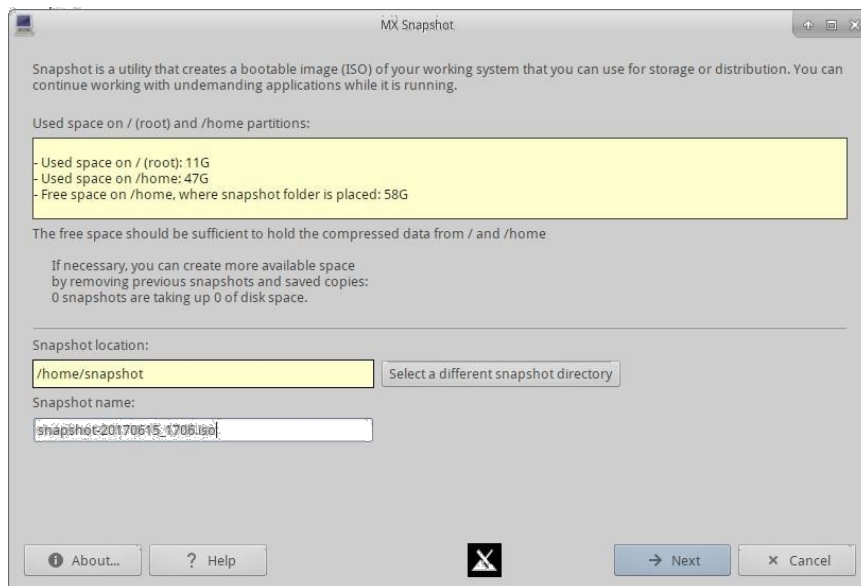 MX Snapshot
Snapshot is a utility that creates a bootable image (ISO) of your working system that you can use for storage or distribution. You can
continue working with undemanding applications while it is running.
Used space on / (root) and /home partitions:
- Used space on / (root): 11G
- Used space on /home: 47G
- Free space on /home, where snapshot folder is placed: 58G
The free space should be sufficient to hold the compressed data from / and /home
If necessary, you can create more available space
by removing previous snapshots and saved copies:
0 snapshots are taking up 0 of disk space.
Snapshot location:
/home/snapshot
Select a different snapshot directory
Snapshot name:
snapshot-20170615_1706.iso
About...
? Help
Next
Cancel